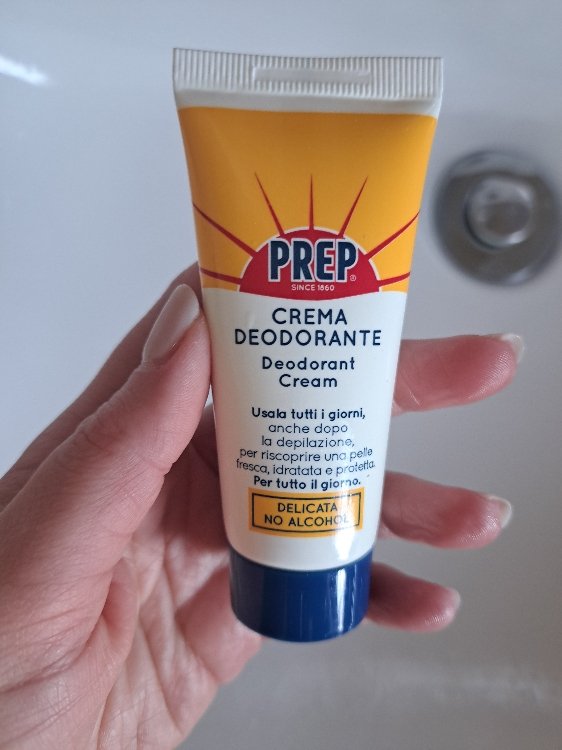 PREP®
SINCE 1860
CREMA
DEODORANTE
Deodorant
Cream
Usala tutti i giorni,
anche dopo
la depilazione,
per riscoprire una pelle
fresca, idratata e protetta.
Per tutto il giorno.
DELICATA
NO ALCOHOL